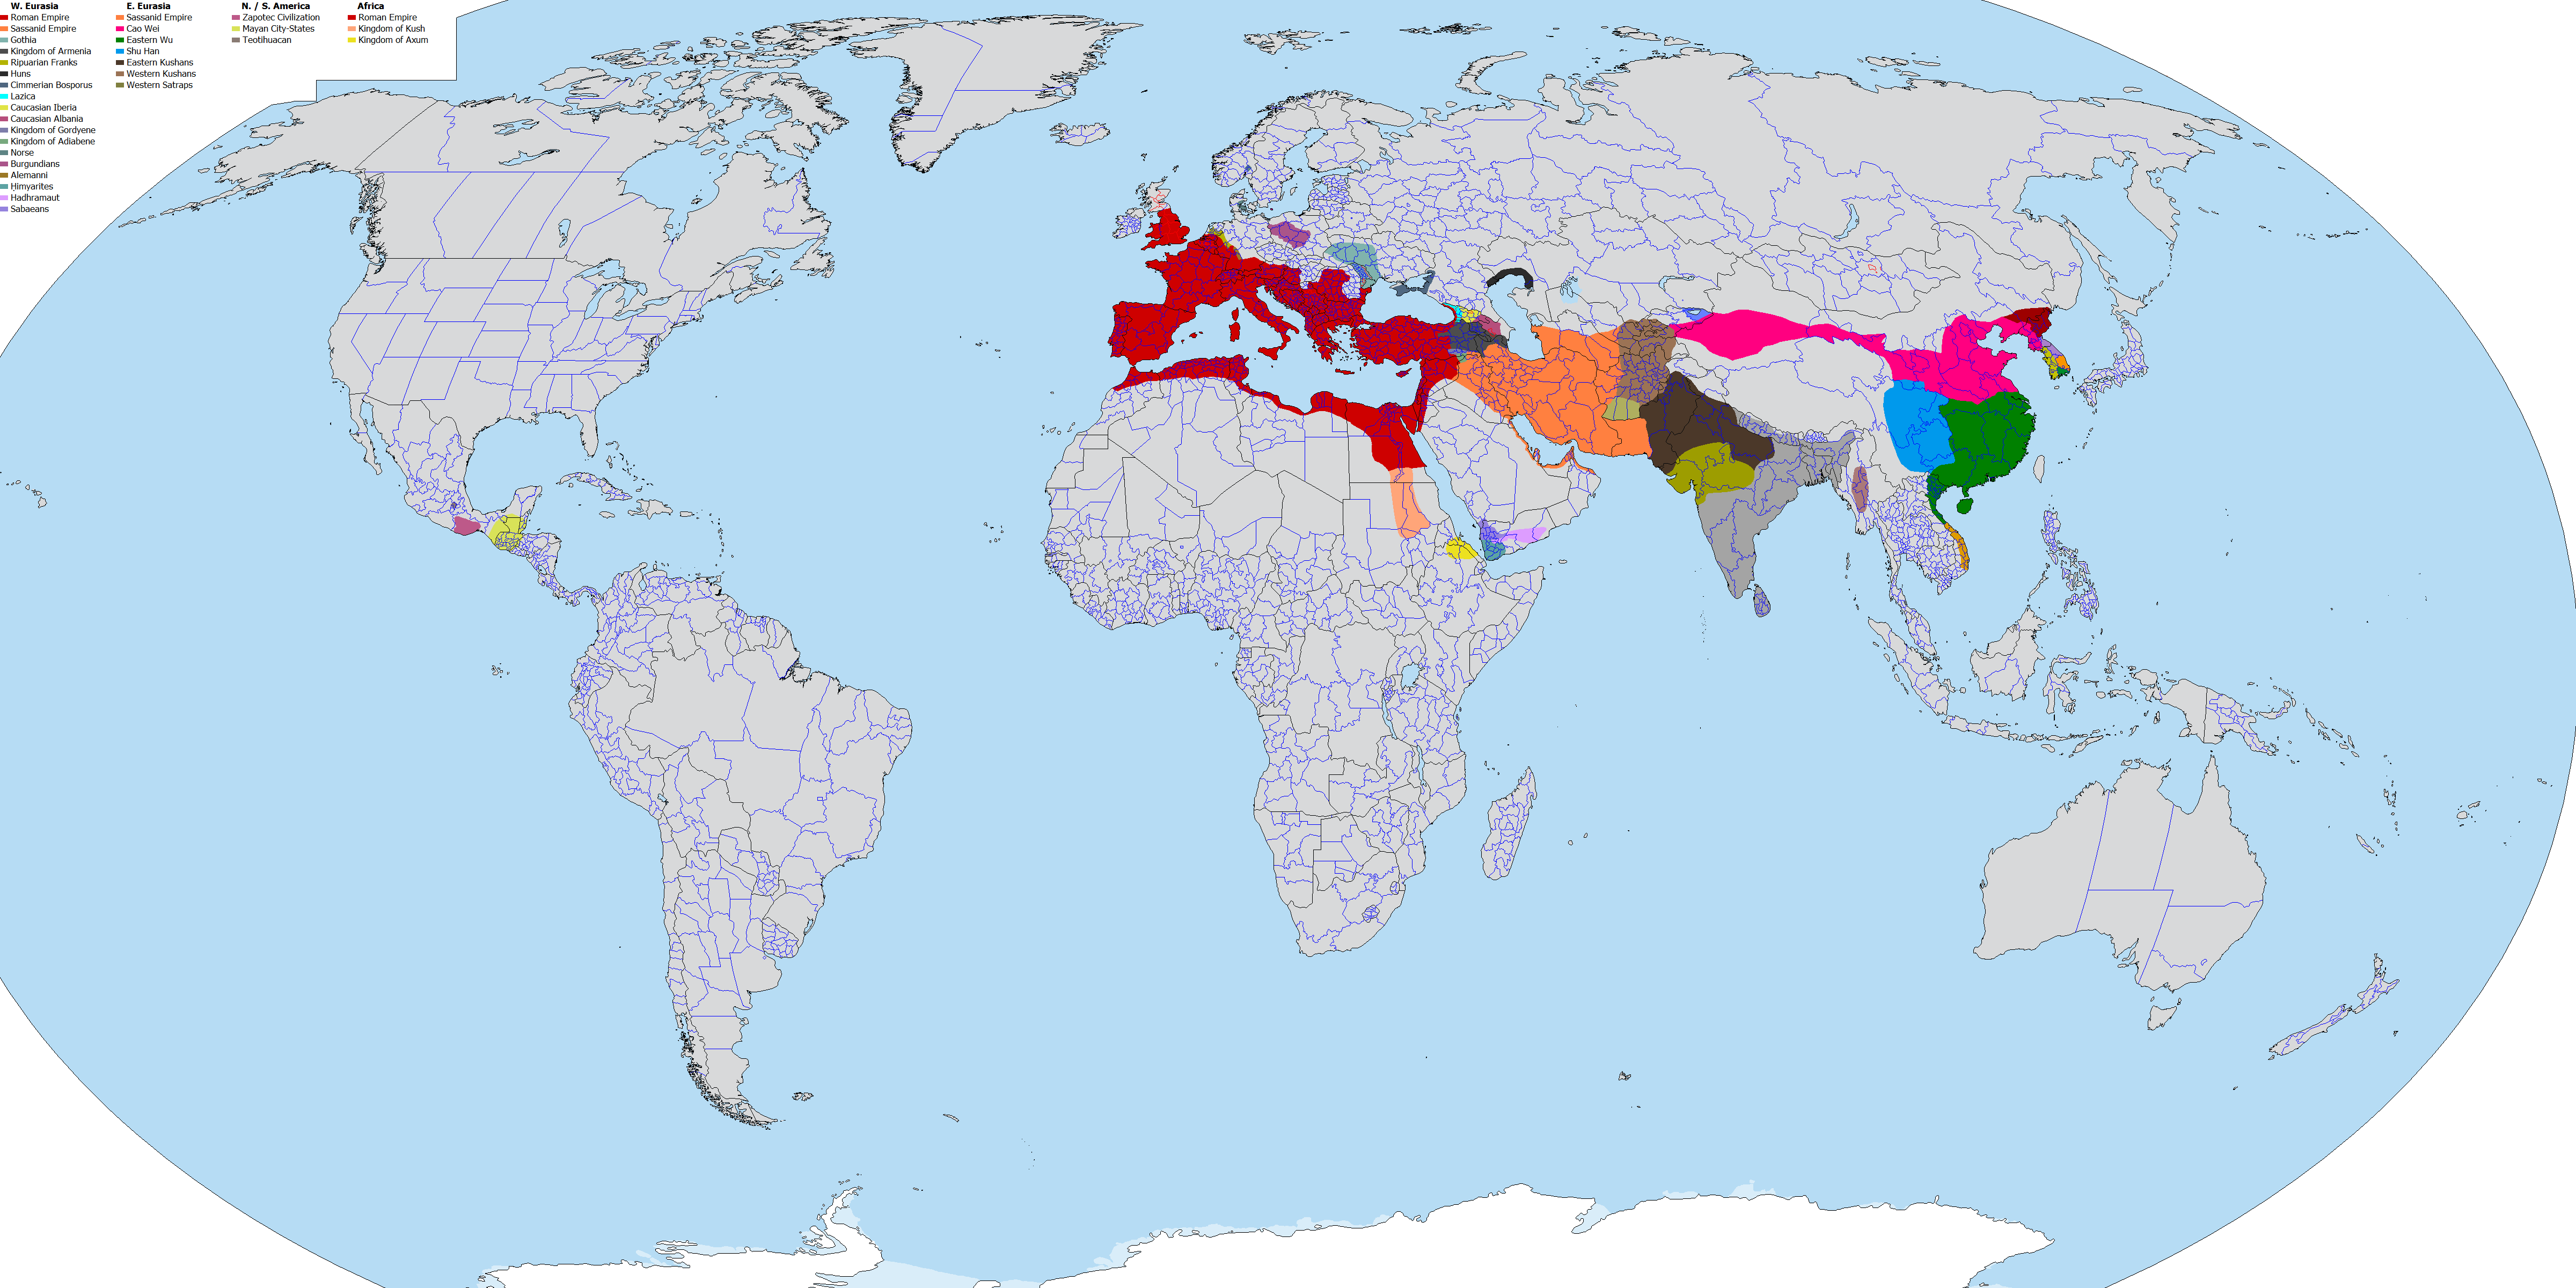 W. Eurasia
Roman Empire
Sassanid Empire
Gothia
Kingdom of Armenia
Ripuarian Franks
Huns
Cimmerian Bosporus
Lazica
Caucasian Iberia
Caucasian Albania
Kingdom of Gordyene
Kingdom of Adiabene
Norse
Burgundians
Alemanni
Himyarites
Hadhramaut
Sabaeans
E. Eurasia
Sassanid Empire
Cao Wei
Eastern Wu
Shu Han
Eastern Kushans
Western Kushans
Western Satraps
N. / S. America
Zapotec Civilization
Mayan City-States
Teotihuacan
Africa
Roman Empire
Kingdom of Kush
Kingdom of Axum